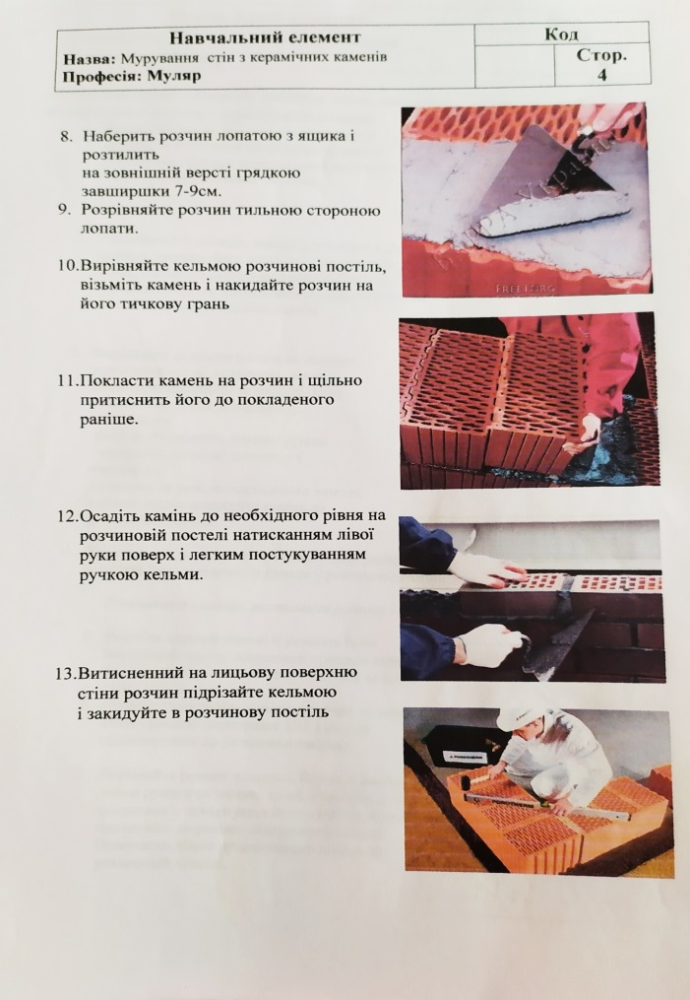 Навчальний елемент
Код
Назва: Мурування стін з керамічних каменів
Професія: Муляр
Стор.
4
8. Наберить розчин лопатою з ящика і
розтилить
на зовнішній версті грядкою
завширшки 7-9см.
9. Розрівняйте розчин тильною стороною
лопати.
10.Вирівняйте кельмою розчинові постіль,
візьміть камень і накидайте розчин на
його тичкову грань
FREEFORG
11.Покласти камень на розчин і щільно
притиснить його до покладеного
раніше.
12.Осадіть камінь до необхідного рівня на
розчиновій постелі натисканням лівої
руки поверх і легким постукуванням
ручкою кельми.
13.Витисненний на лицьову поверхню
стіни розчин підрізайте кельмою
і закидуйте в розчинову постіль